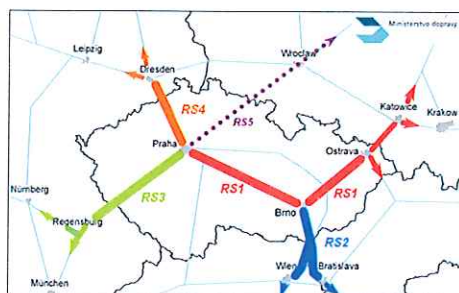 Ministerstvo dopravy
Leipzig
Wroclaw
Dresden
Katowice
Krakow
RS4
RS5
Praha
Ostrava
RS1
RS1
Nürnberg
RS3
Brno
Regensburg
RS2
Wien
Bratislava
München